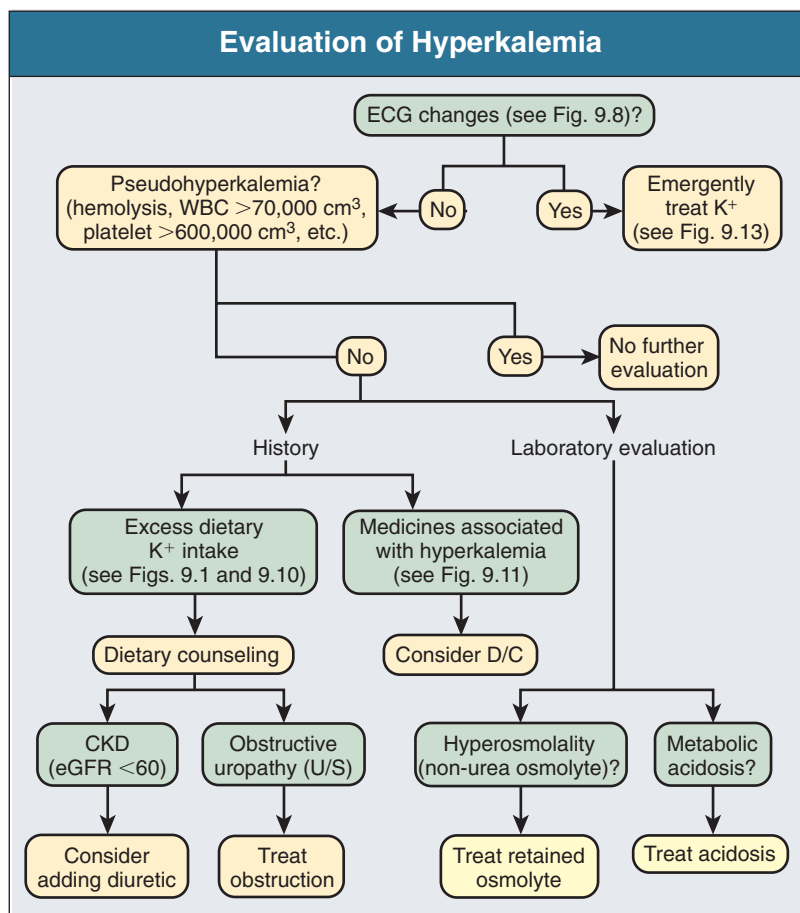 Evaluation of Hyperkalemia
ECG changes (see Fig. 9.8)?
Pseudohyperkalemia?
(hemolysis, WBC >70,000 cm³,
platelet >600,000 cm³, etc.)
No
Yes
Emergently
treat K⁺
(see Fig. 9.13)
No
Yes
No further
evaluation
History
Laboratory evaluation
Excess dietary
K⁺ intake
(see Figs. 9.1 and 9.10)
Medicines associated
with hyperkalemia
(see Fig. 9.11)
Dietary counseling
Consider D/C
CKD
(eGFR <60)
Obstructive
uropathy (U/S)
Hyperosmolality
(non-urea osmolyte)?
Metabolic
acidosis?
Consider
adding diuretic
Treat
obstruction
Treat retained
osmolyte
Treat acidosis